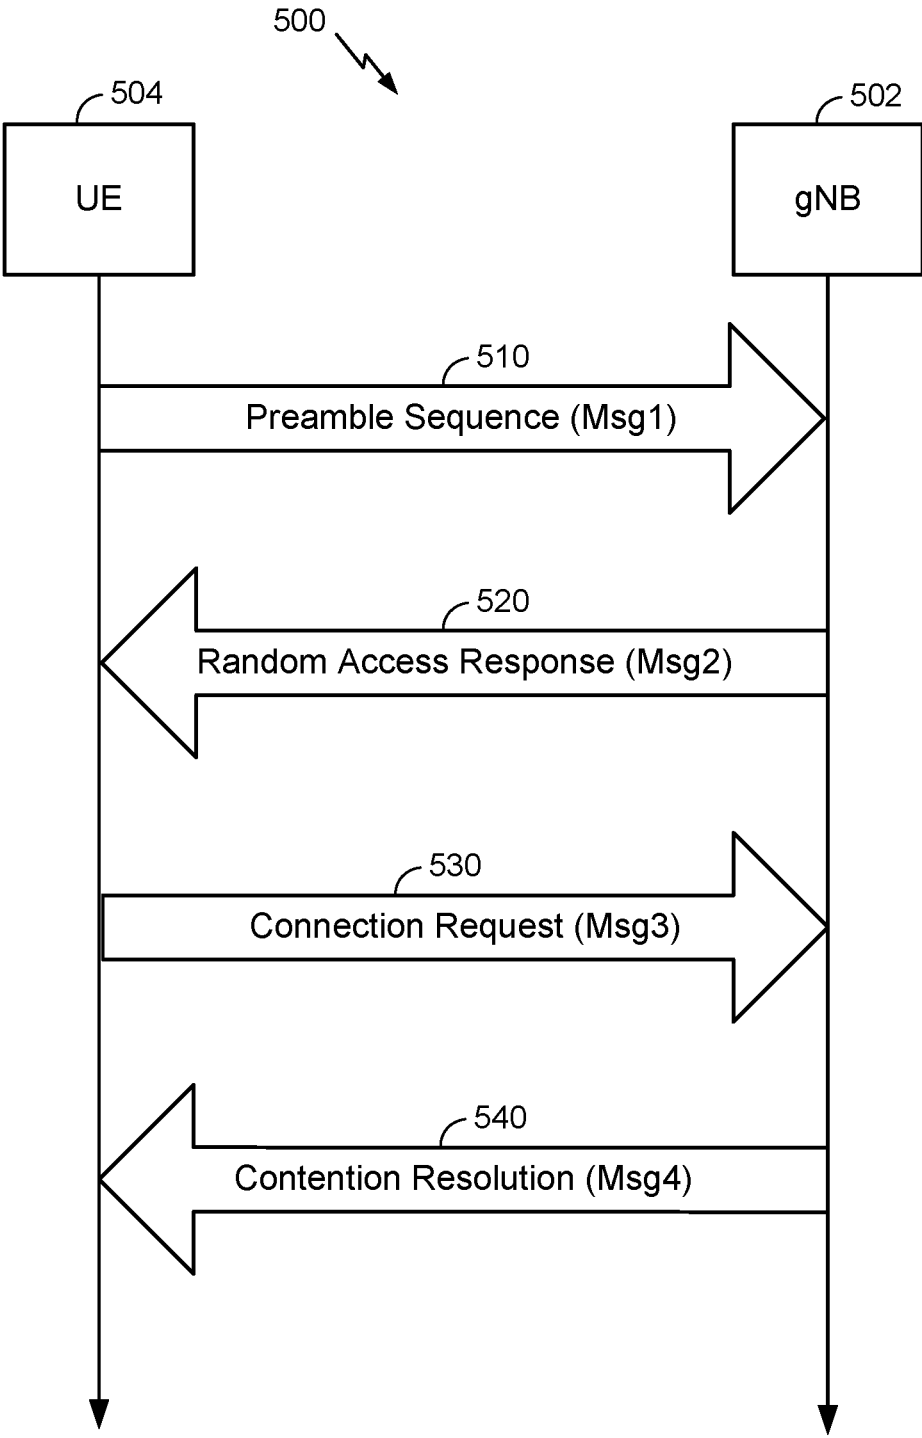 500
504
502
UE
gNB
510
Preamble Sequence (Msg1)
520
Random Access Response (Msg2)
530
Connection Request (Msg3)
540
Contention Resolution (Msg4)